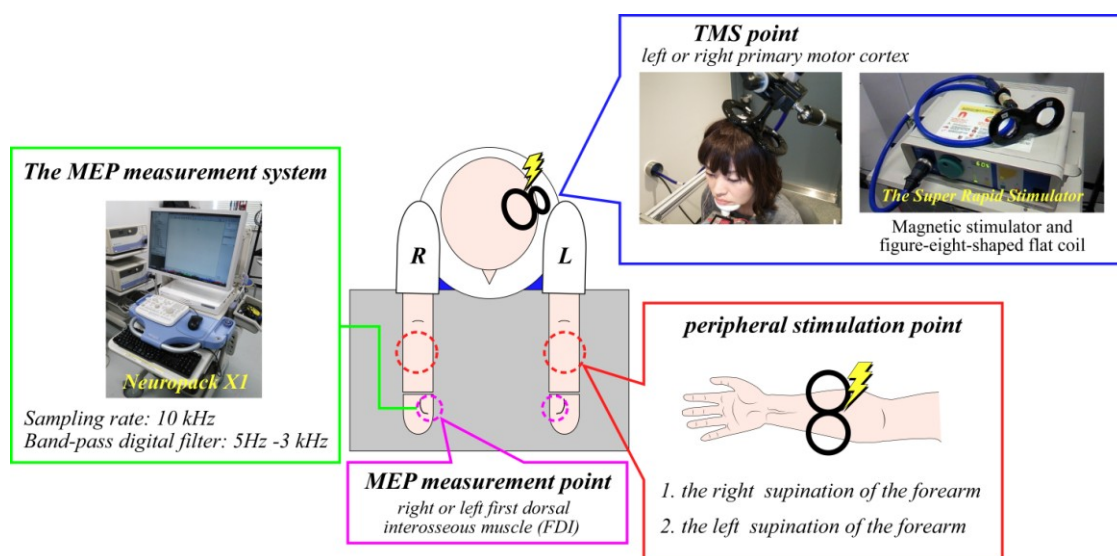 TMS point
left or right primary motor cortex
The Super Rapid Stimulator
Magnetic stimulator and
figure-eight-shaped flat coil
The MEP measurement system
Neuropack X1
Sampling rate: 10 kHz
Band-pass digital filter: 5Hz -3 kHz
R
L
MEP measurement point
right or left first dorsal
interosseous muscle (FDI)
peripheral stimulation point
1. the right supination of the forearm
2. the left supination of the forearm